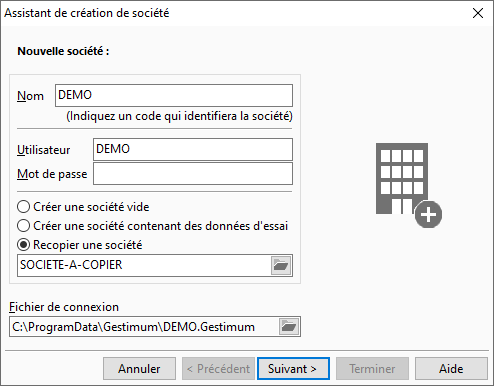 Assistant de création de société
Nouvelle société :
Nom DEMO
(Indiquez un code qui identifiera la société)
Utilisateur DEMO
Mot de passe
Créer une société vide
Créer une société contenant des données d'essai
Recopier une société
SOCIETE-A-COPIER
Fichier de connexion
C:\ProgramData\Gestimum\DEMO.Gestimum
Annuler < Précédent Suivant > Terminer Aide